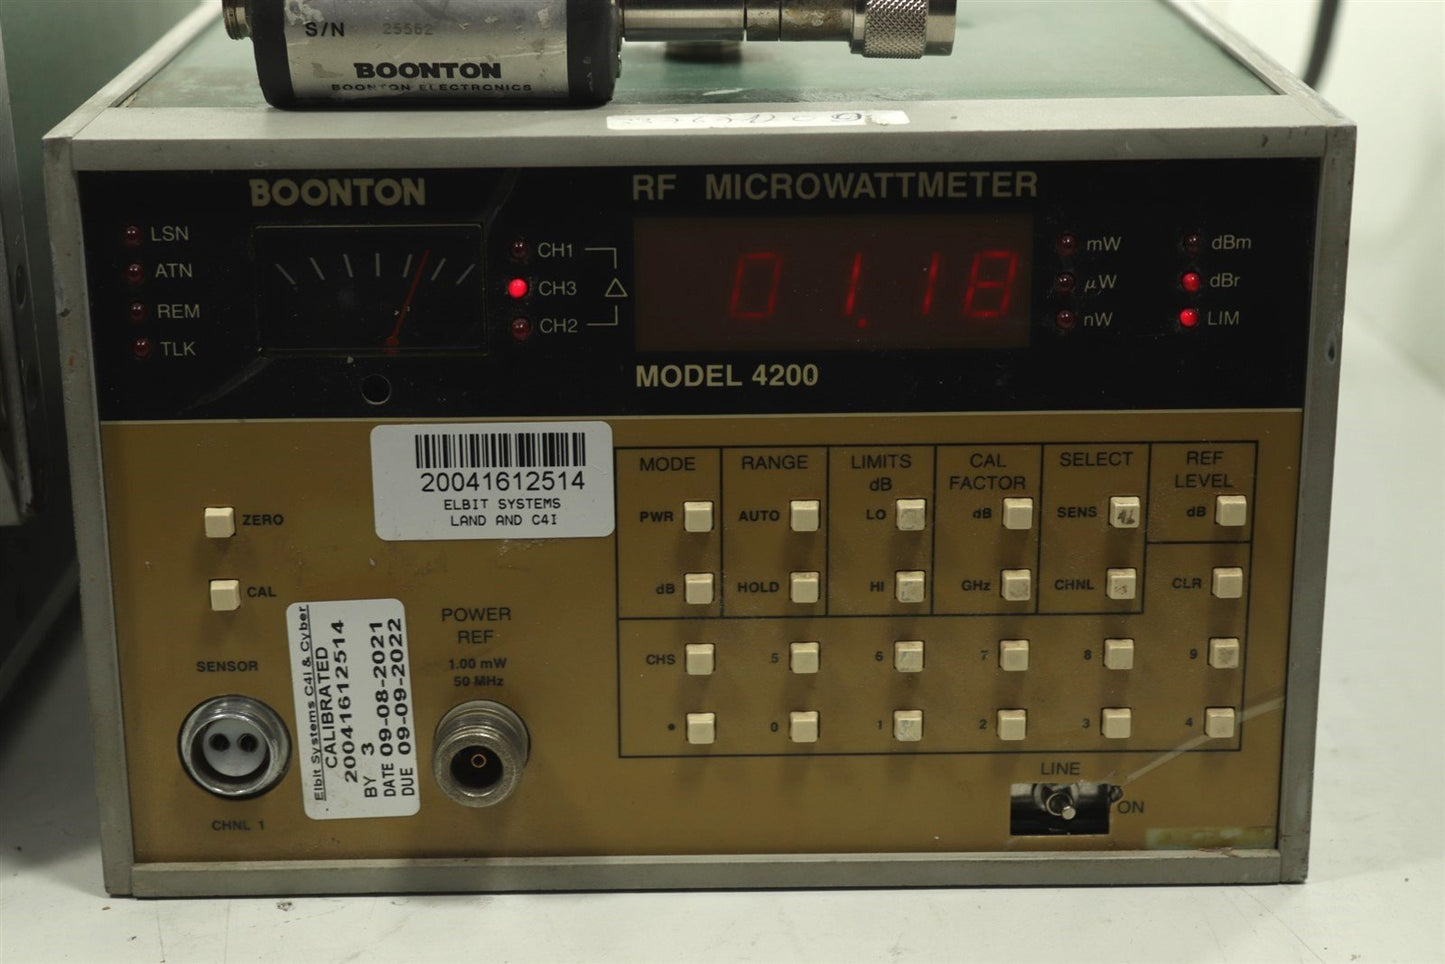 S/N 25562
BOONTON
BOONTON ELECTRONICS
BOONTON
RF MICROWATTMETER
LSN
ATN
REM
TLK
CH1
CH3
CH2
01.18
mW
µW
nW
dBm
dBr
LIM
MODEL 4200
20041612514
ELBIT SYSTEMS
LAND AND C4I
ZERO
CAL
MODE
RANGE
LIMITS
dB
CAL
FACTOR
SELECT
REF
LEVEL
PWR
AUTO
LO
dB
SENS
dB
dB
HOLD
HI
GHz
CHNL
CLR
CHS
5
6
7
8
9
•
0
1
2
3
4
SENSOR
CHNL 1
Elbit Systems C4I & Cyber
CALIBRATED
20041612514
BY 3
DATE 09-08-2021
DUE 09-09-2022
POWER
REF
1.00 mW
50 MHz
LINE
ON